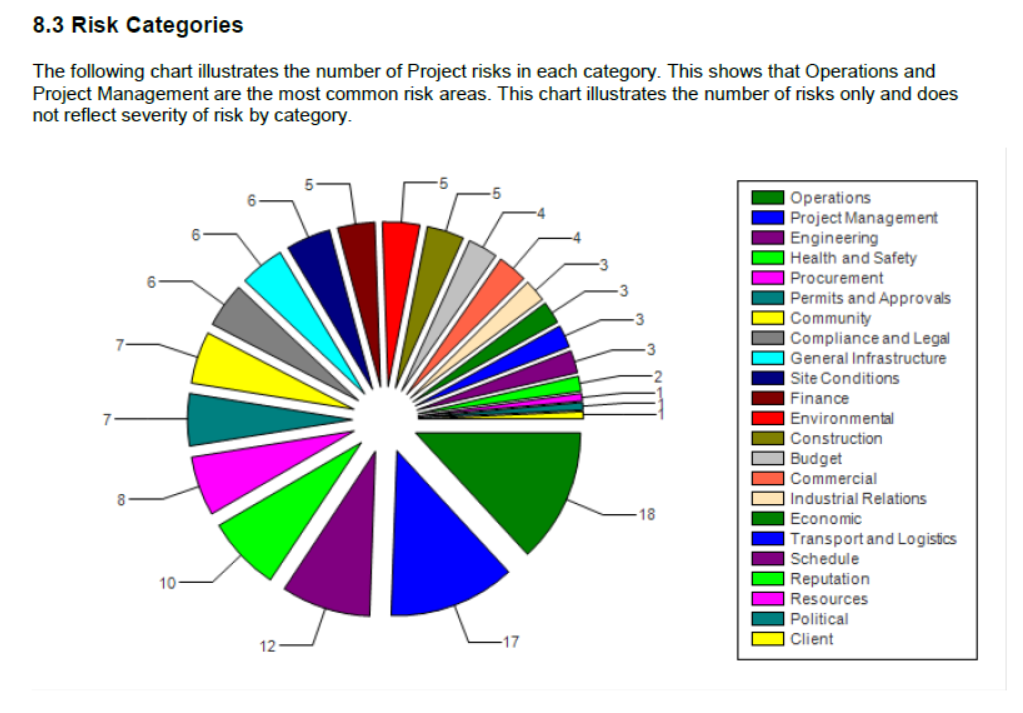 8.3 Risk Categories
The following chart illustrates the number of Project risks in each category. This shows that Operations and
Project Management are the most common risk areas. This chart illustrates the number of risks only and does
not reflect severity of risk by category.
5
5
6
5
4
6
4
3
6
3
3
7
3
2
1
1
7
1
8
18
10
12
17
Operations
Project Management
Engineering
Health and Safety
Procurement
Permits and Approvals
Community
Compliance and Legal
General Infrastructure
Site Conditions
Finance
Environmental
Construction
Budget
Commercial
Industrial Relations
Economic
Transport and Logistics
Schedule
Reputation
Resources
Political
Client